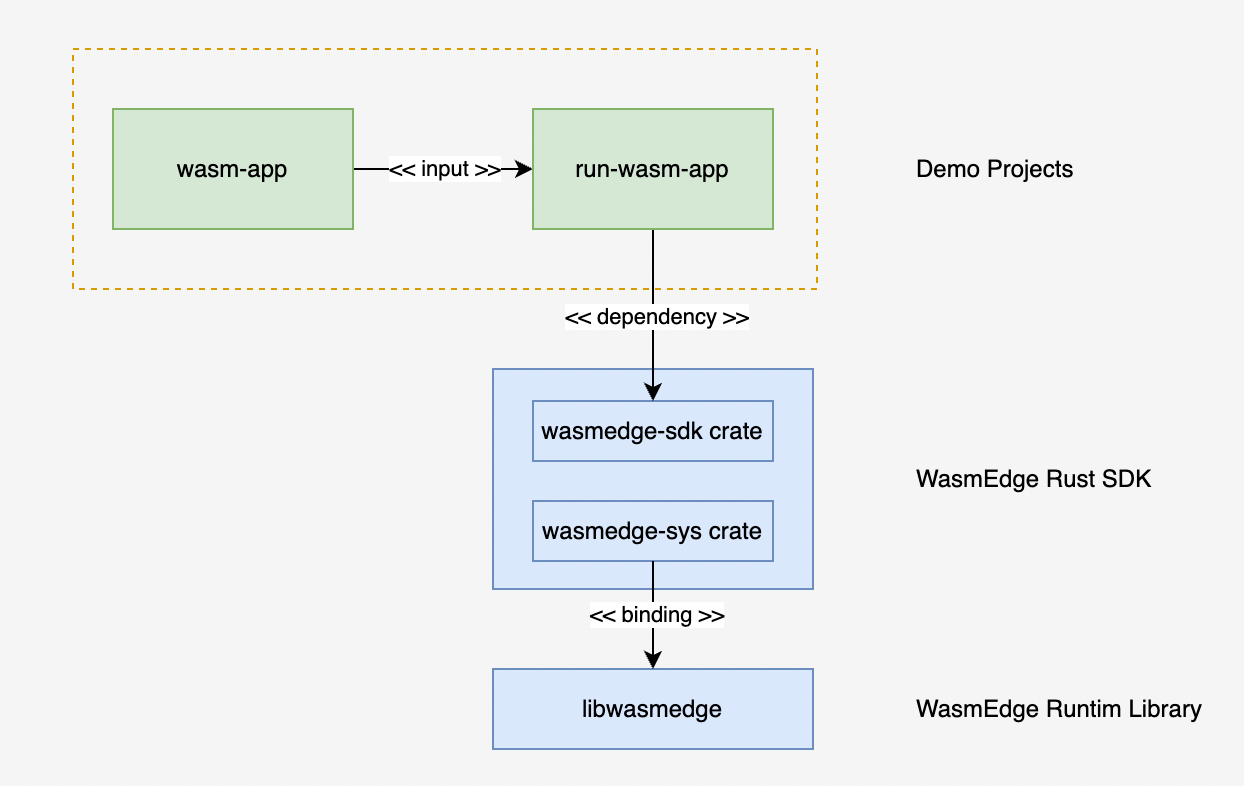 wasm-app
<< input >>
run-wasm-app
Demo Projects
<< dependency >>
wasmedge-sdk crate
WasmEdge Rust SDK
wasmedge-sys crate
<< binding >>
libwasmedge
WasmEdge Runtim Library